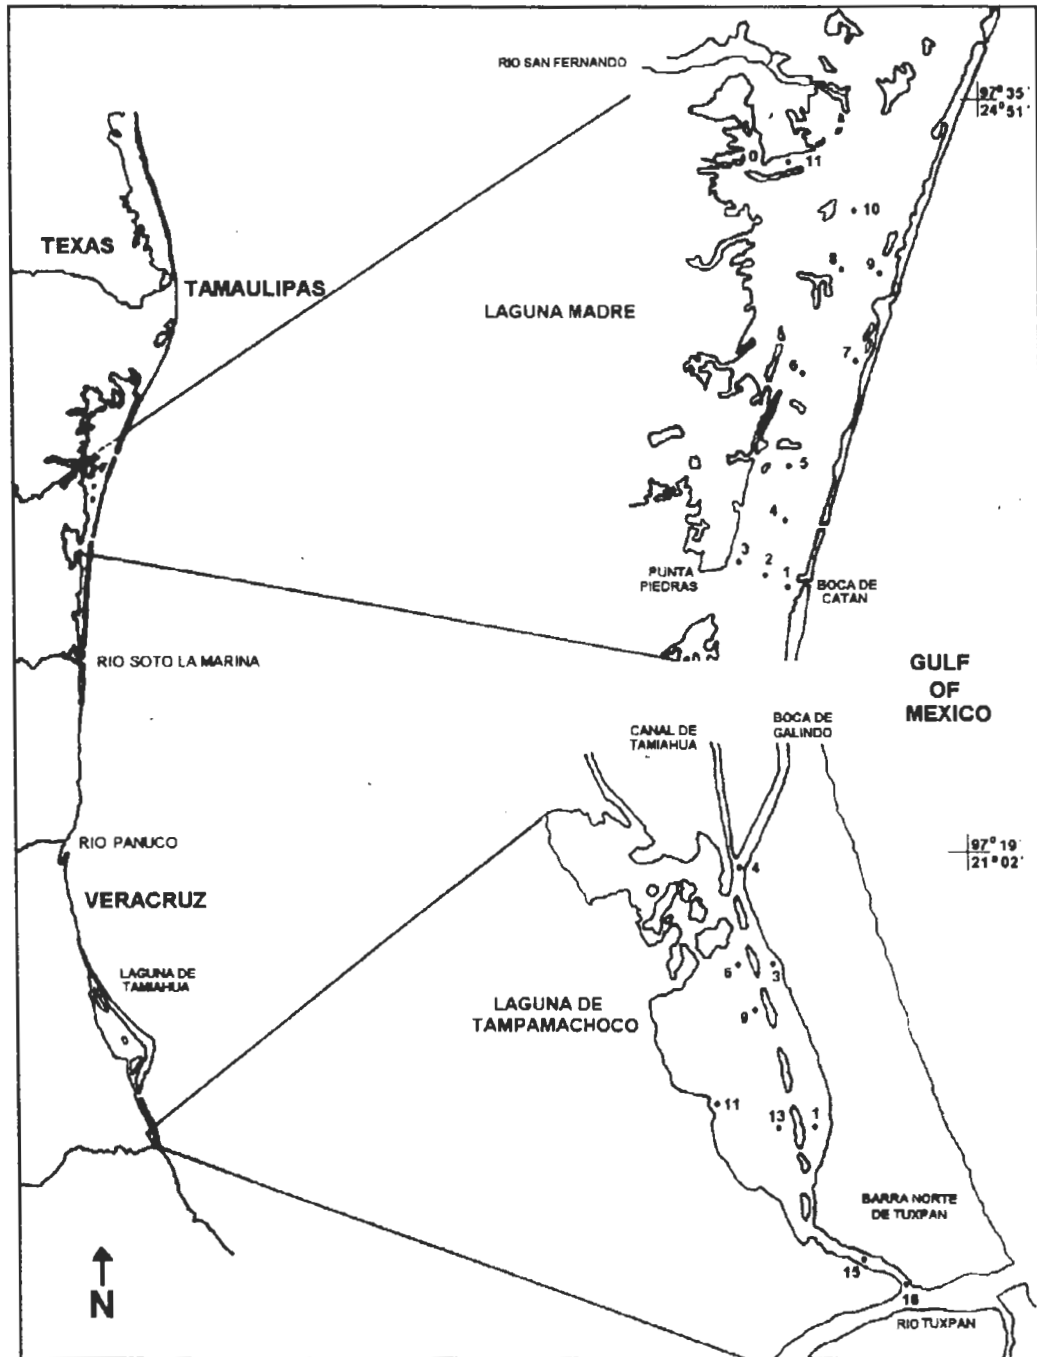 RIO SAN FERNANDO
97° 35'
24° 51'
0
11
10
TEXAS
TAMAULIPAS
8
9
LAGUNA MADRE
7
6
5
4
3
2
1
PUNTA
PIEDRAS
BOCA DE
CATAN
RIO SOTO LA MARINA
GULF
OF
MEXICO
CANAL DE
TAMIAHUA
BOCA DE
GALINDO
RIO PANUCO
97° 19'
21° 02'
4
VERACRUZ
LAGUNA DE
TAMIAHUA
6
3
LAGUNA DE
TAMPAMACHOCO
9
11
13
1
BARRA NORTE
DE TUXPAN
15
16
RIO TUXPAN
N